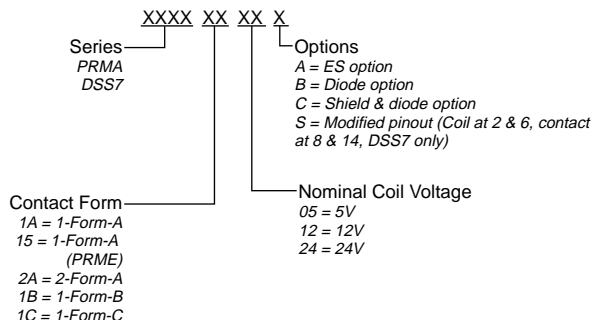 XXXX XX XX X
Series
PRMA
DSS7
Options
A = ES option
B = Diode option
C = Shield & diode option
S = Modified pinout (Coil at 2 & 6, contact
at 8 & 14, DSS7 only)
Contact Form
1A = 1-Form-A
15 = 1-Form-A
(PRME)
2A = 2-Form-A
1B = 1-Form-B
1C = 1-Form-C
Nominal Coil Voltage
05 = 5V
12 = 12V
24 = 24V